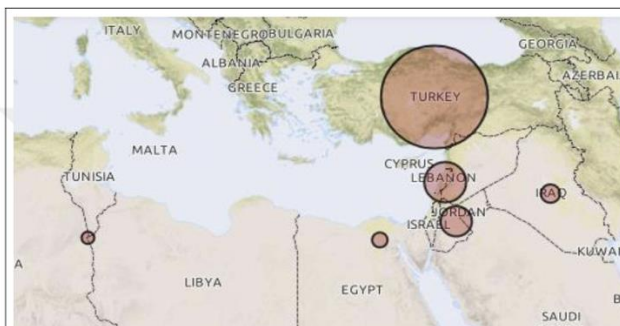 ITALY
MONTENEGRO
BULGARIA
GEORGIA
ALBANIA
AZERBAI
GREECE
TURKEY
MALTA
CYPRUS
TUNISIA
LEBANON
IRAQ
JORDAN
ISRAEL
KUWA
A
LIBYA
EGYPT
B
SAUDI